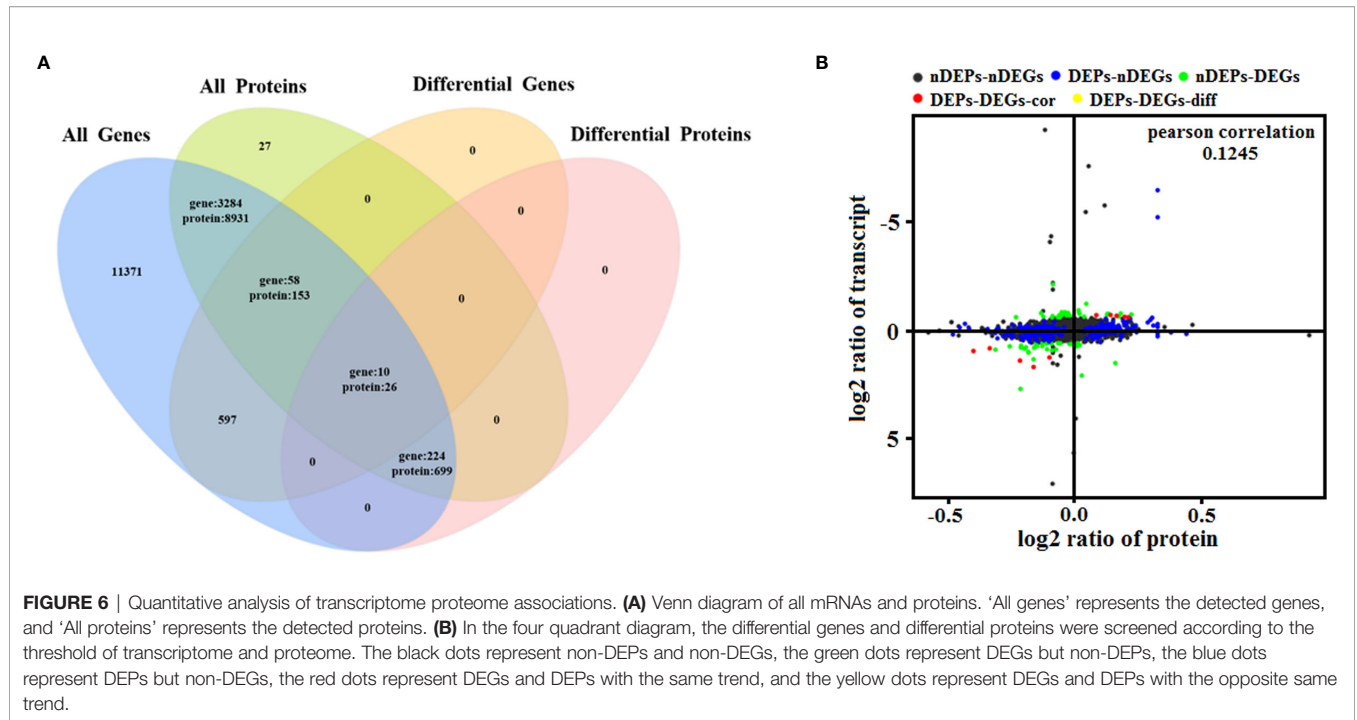 A
All Genes
All Proteins
Differential Genes
Differential Proteins
27
0
gene:3284
protein:8931
0
0
11371
gene:58
protein:153
0
0
gene:10
protein:26
597
0
0
gene:224
protein:699
0
B
nDEPs-nDEGs DEPs-nDEGs nDEPs-DEGs
DEPs-DEGs-cor DEPs-DEGs-diff
pearson correlation
0.1245
log2 ratio of transcript
-5
0
5
-0.5 0.0 0.5
log2 ratio of protein
FIGURE 6 | Quantitative analysis of transcriptome proteome associations. (A) Venn diagram of all mRNAs and proteins. ‘All genes’ represents the detected genes,
and ‘All proteins’ represents the detected proteins. (B) In the four quadrant diagram, the differential genes and differential proteins were screened according to the
threshold of transcriptome and proteome. The black dots represent non-DEPs and non-DEGs, the green dots represent DEGs but non-DEPs, the blue dots
represent DEPs but non-DEGs, the red dots represent DEGs and DEPs with the same trend, and the yellow dots represent DEGs and DEPs with the opposite same
trend.